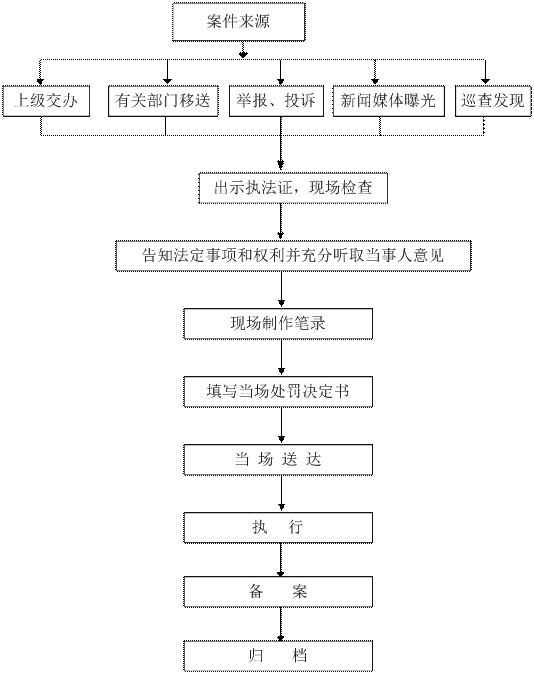 案件来源
上级交办
有关部门移送
举报、投诉
新闻媒体曝光
巡查发现
出示执法证，现场检查
告知法定事项和权利并充分听取当事人意见
现场制作笔录
填写当场处罚决定书
当 场 送 达
执 行
备 案
归 档